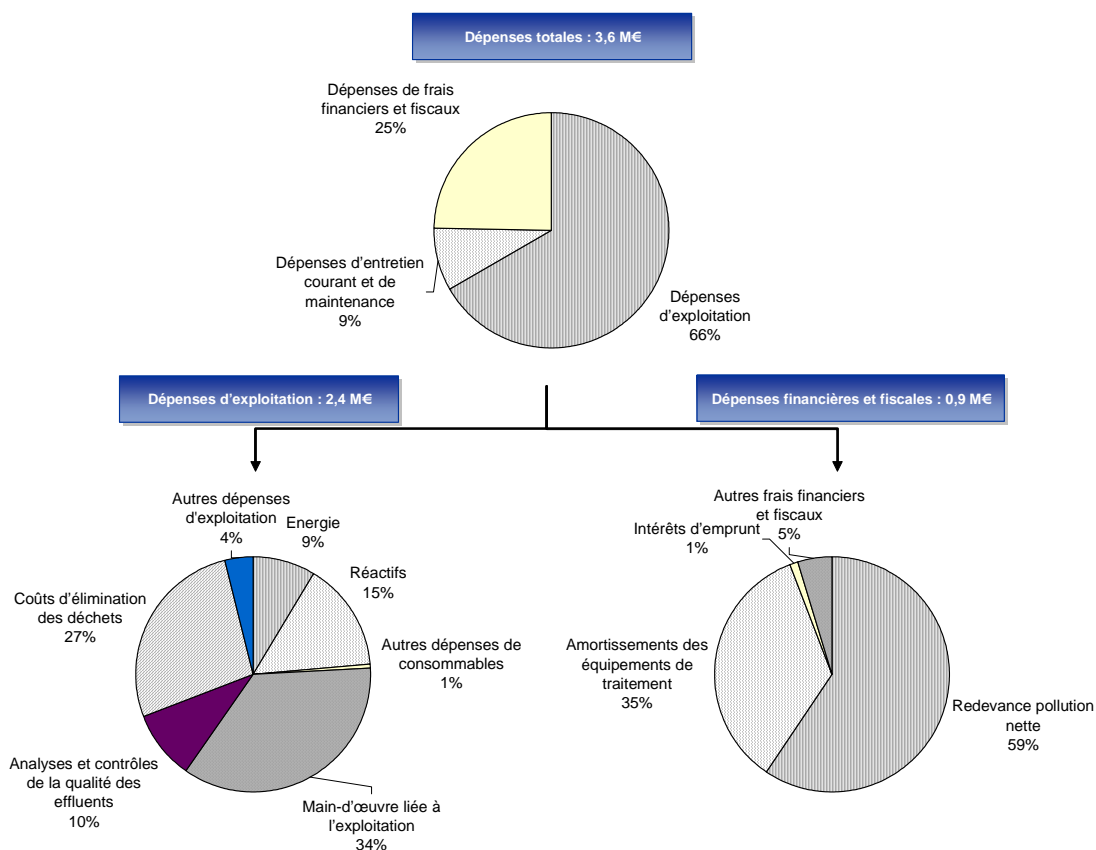 Dépenses totales : 3,6 M€
Dépenses de frais
financiers et fiscaux
25%
Dépenses d'entretien
courant et de
maintenance
9%
Dépenses
d'exploitation
66%
Dépenses d'exploitation : 2,4 M€
Dépenses financières et fiscales : 0,9 M€
Autres dépenses
d'exploitation
4%
Energie
9%
Réactifs
15%
Autres dépenses de
consommables
1%
Main-d'œuvre liée à
l'exploitation
34%
Analyses et contrôles
de la qualité des
effluents
10%
Coûts d'élimination
des déchets
27%
Autres frais financiers
et fiscaux
5%
Intérêts d'emprunt
1%
Amortissements des
équipements de
traitement
35%
Redevance pollution
nette
59%